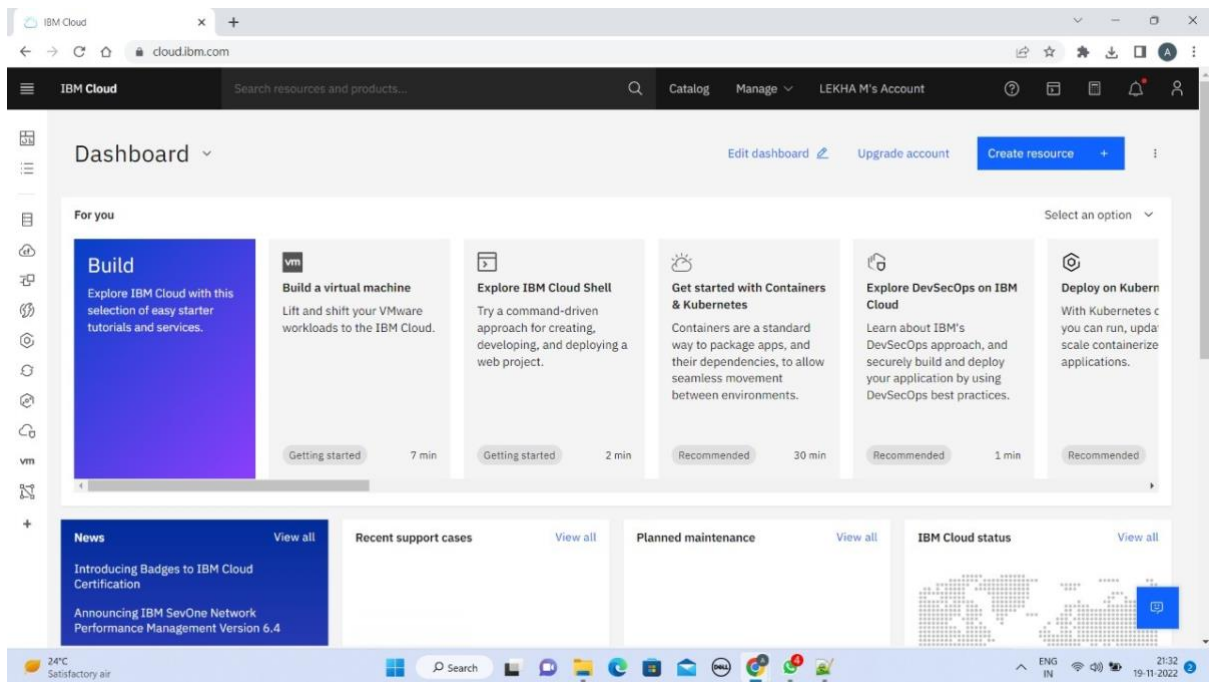 IBM Cloud
cloud.ibm.com
A
IBM Cloud
Search resources and products...
Catalog
Manage
LEKHA M's Account
Dashboard
Edit dashboard
Upgrade account
Create resource +
For you
Select an option
Build
Explore IBM Cloud with this
selection of easy starter
tutorials and services.
vm
Build a virtual machine
Lift and shift your VMware
workloads to the IBM Cloud.
Getting started
7 min
Explore IBM Cloud Shell
Try a command-driven
approach for creating,
developing, and deploying a
web project.
Getting started
2 min
Get started with Containers
& Kubernetes
Containers are a standard
way to package apps, and
their dependencies, to allow
seamless movement
between environments.
Recommended
30 min
Explore DevSecOps on IBM
Cloud
Learn about IBM's
DevSecOps approach, and
securely build and deploy
your application by using
DevSecOps best practices.
Recommended
1 min
Deploy on Kubern
With Kubernetes c
you can run, updat
scale containerize
applications.
Recommended
vm
News
View all
Introducing Badges to IBM Cloud
Certification
Announcing IBM SevOne Network
Performance Management Version 6.4
Recent support cases
View all
Planned maintenance
View all
IBM Cloud status
View all
24°C
Satisfactory air
Search
DELL
ENG
IN
21:32
19-11-2022
2